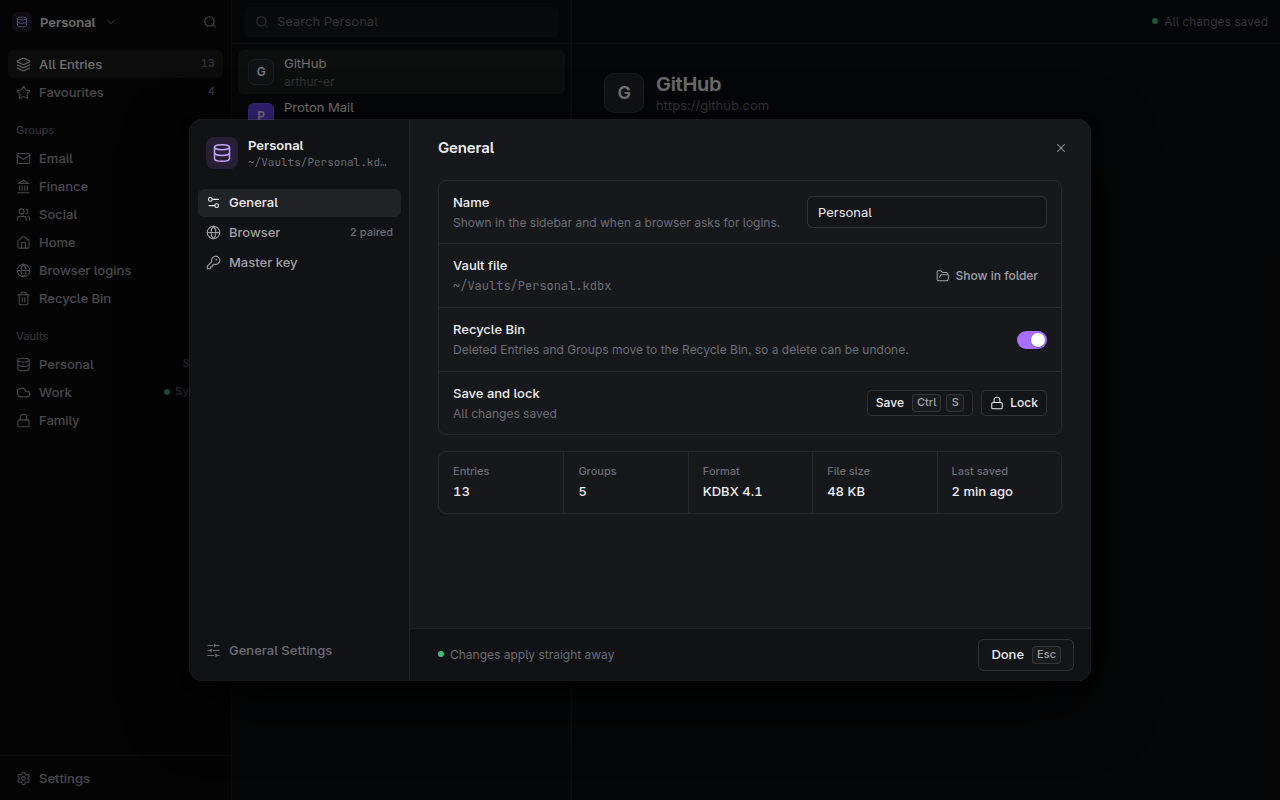 Personal
Search Personal
All changes saved
All Entries 13
Favourites 4
Groups
Email
Finance
Social
Home
Browser logins
Recycle Bin
Vaults
Personal
Work
Family
Settings
G GitHub
arthur-er
P Proton Mail
G GitHub
https://github.com
Personal
~/Vaults/Personal.kd…
General
Browser 2 paired
Master key
General Settings
General
Name
Shown in the sidebar and when a browser asks for logins.
Personal
Vault file
~/Vaults/Personal.kdbx
Show in folder
Recycle Bin
Deleted Entries and Groups move to the Recycle Bin, so a delete can be undone.
Save and lock
All changes saved
Save Ctrl S
Lock
Entries
13
Groups
5
Format
KDBX 4.1
File size
48 KB
Last saved
2 min ago
Changes apply straight away
Done Esc